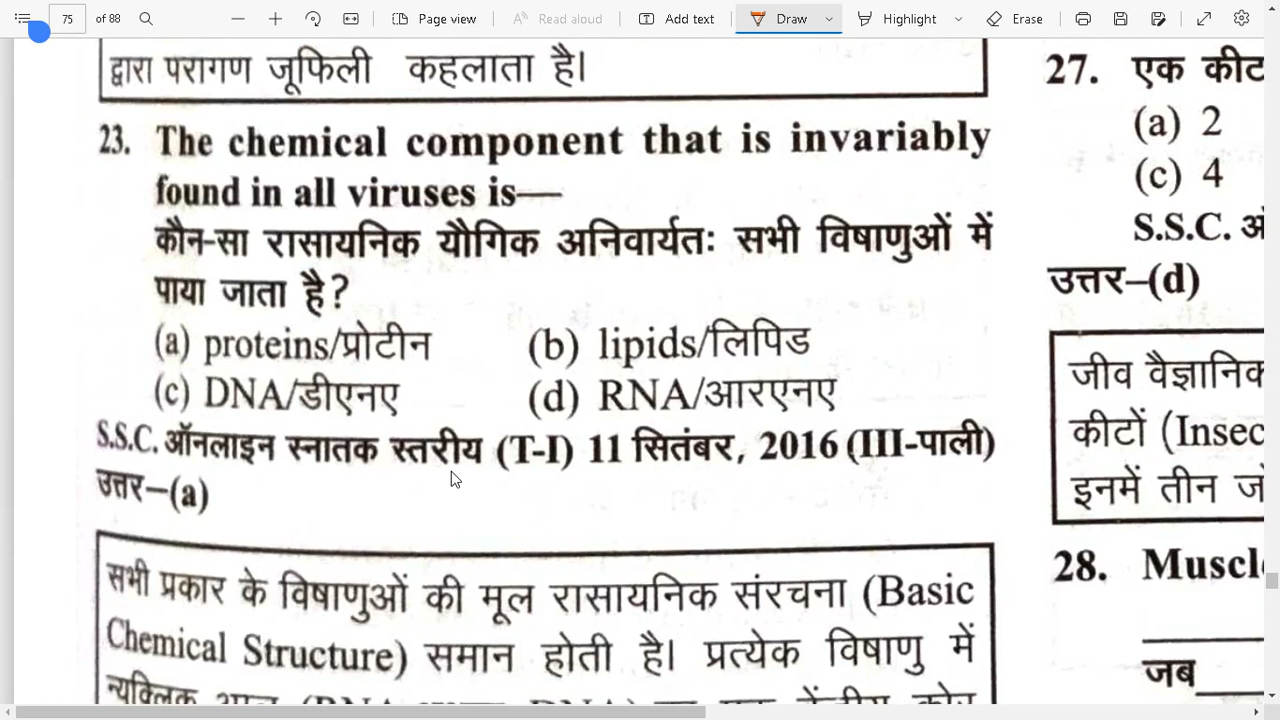 75 of 88 Page view Read aloud Add text Draw Highlight Erase
द्वारा परागण जूफिली कहलाता है।
23. The chemical component that is invariably
found in all viruses is—
कौन-सा रासायनिक यौगिक अनिवार्यतः सभी विषाणुओं में
पाया जाता है?
(a) proteins/प्रोटीन (b) lipids/लिपिड
(c) DNA/डीएनए (d) RNA/आरएनए
S.S.C. ऑनलाइन स्नातक स्तरीय (T-I) 11 सितंबर, 2016 (III-पाली)
उत्तर–(a)
सभी प्रकार के विषाणुओं की मूल रासायनिक संरचना (Basic
Chemical Structure) समान होती है। प्रत्येक विषाणु में
27. एक कीट
(a) 2
(c) 4
S.S.C.
उत्तर–(d)
जीव वैज्ञानिक
कीटों (Insec
इनमें तीन
28. Muscl
जब